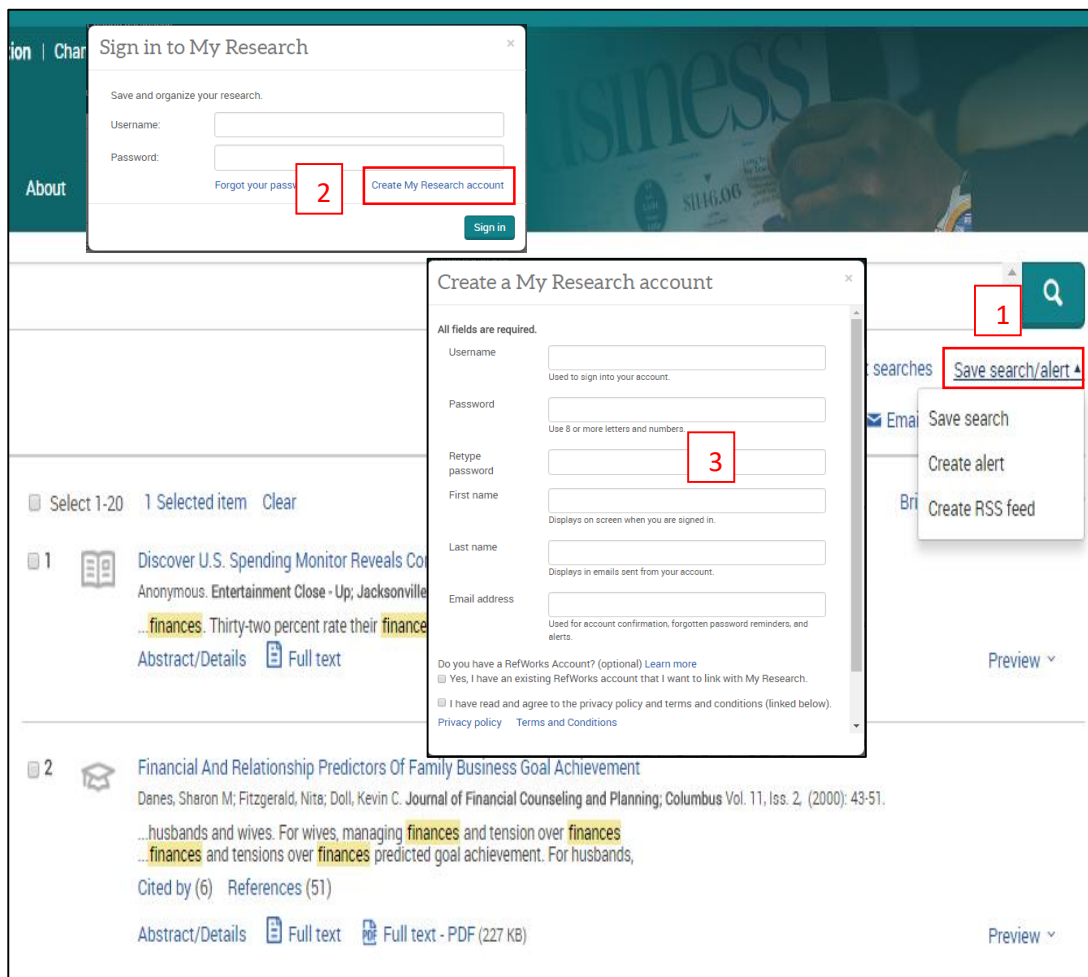 ion | Chan
Sign in to My Research
×
Save and organize your research.
Username:
Password:
Forgot your passw
2
Create My Research account
Sign in
About
usiness
$1146.06
1
searches
Save search/alert
Save search
Create alert
Create RSS feed
Emai
Create a My Research account
×
All fields are required.
Username
Used to sign into your account.
Password
Use 8 or more letters and numbers.
Retype
password
3
First name
Displays on screen when you are signed in.
Last name
Displays in emails sent from your account.
Email address
Used for account confirmation, forgotten password reminders, and
alerts.
Do you have a RefWorks Account? (optional) Learn more
Yes, I have an existing RefWorks account that I want to link with My Research.
I have read and agree to the privacy policy and terms and conditions (linked below).
Privacy policy Terms and Conditions
Select 1-20 1 Selected item Clear
Bri
1
Discover U.S. Spending Monitor Reveals Co
Anonymous. Entertainment Close - Up; Jacksonville
...finances. Thirty-two percent rate their finance
Abstract/Details Full text
Preview
2
Financial And Relationship Predictors Of Family Business Goal Achievement
Danes, Sharon M; Fitzgerald, Nita; Doll, Kevin C. Journal of Financial Counseling and Planning; Columbus Vol. 11, Iss. 2, (2000): 43-51.
...husbands and wives. For wives, managing finances and tension over finances
...finances and tensions over finances predicted goal achievement. For husbands,
Cited by (6) References (51)
Abstract/Details Full text PDF Full text - PDF (227 KB)
Preview